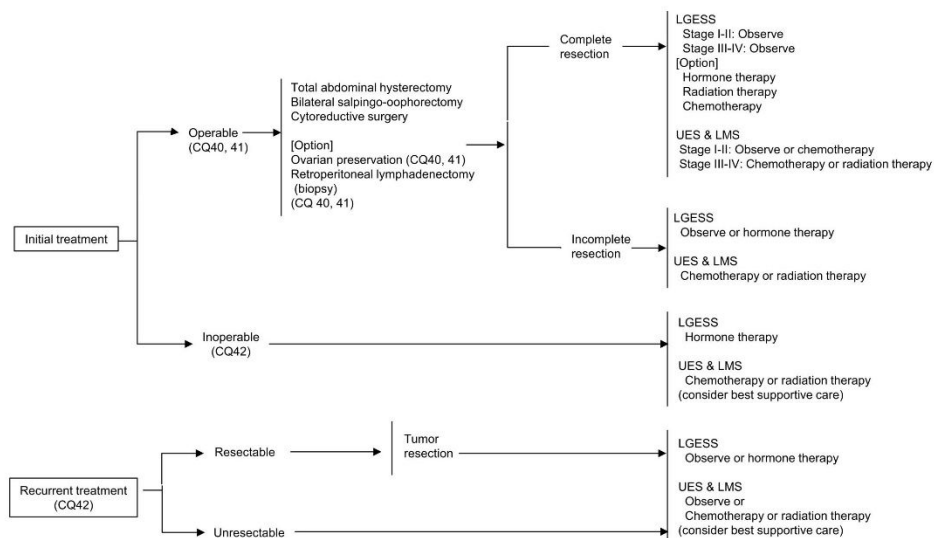 Initial treatment
Operable
(CQ40, 41)
Total abdominal hysterectomy
Bilateral salpingo-oophorectomy
Cytoreductive surgery
[Option]
Ovarian preservation (CQ40, 41)
Retroperitoneal lymphadenectomy
(biopsy)
(CQ 40, 41)
Complete
resection
LGESS
Stage I-II: Observe
Stage III-IV: Observe
[Option]
Hormone therapy
Radiation therapy
Chemotherapy
UES & LMS
Stage I-II: Observe or chemotherapy
Stage III-IV: Chemotherapy or radiation therapy
Incomplete
resection
LGESS
Observe or hormone therapy
UES & LMS
Chemotherapy or radiation therapy
Inoperable
(CQ42)
LGESS
Hormone therapy
UES & LMS
Chemotherapy or radiation therapy
(consider best supportive care)
Recurrent treatment
(CQ42)
Resectable
Tumor
resection
Unresectable
LGESS
Observe or hormone therapy
UES & LMS
Observe or
Chemotherapy or radiation therapy
(consider best supportive care)